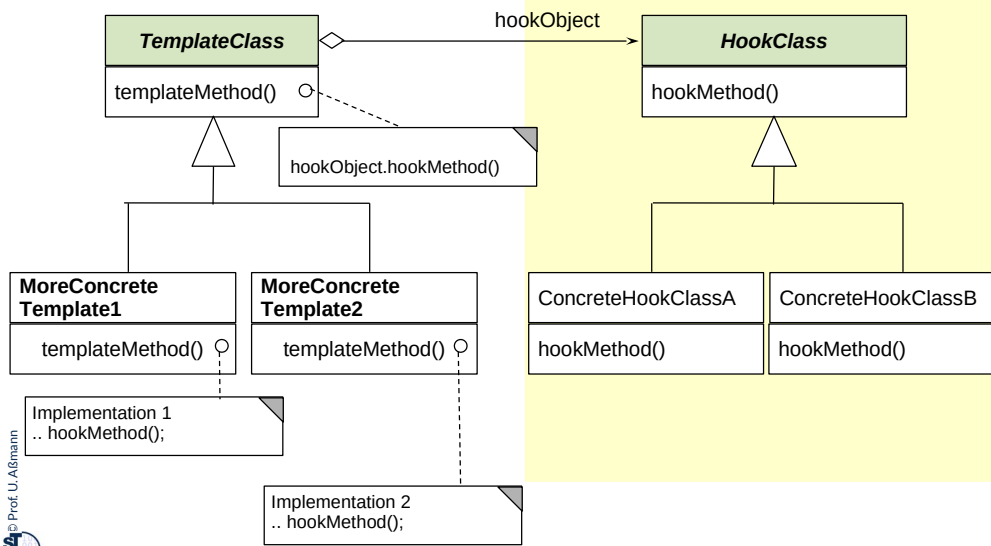 hookObject
TemplateClass
HookClass
templateMethod()
hookMethod()
hookObject.hookMethod()
MoreConcrete
Template1
MoreConcrete
Template2
ConcreteHookClassA
ConcreteHookClassB
templateMethod()
templateMethod()
hookMethod()
hookMethod()
Implementation 1
.. hookMethod();
Implementation 2
.. hookMethod();
© Prof. U. Aßmann